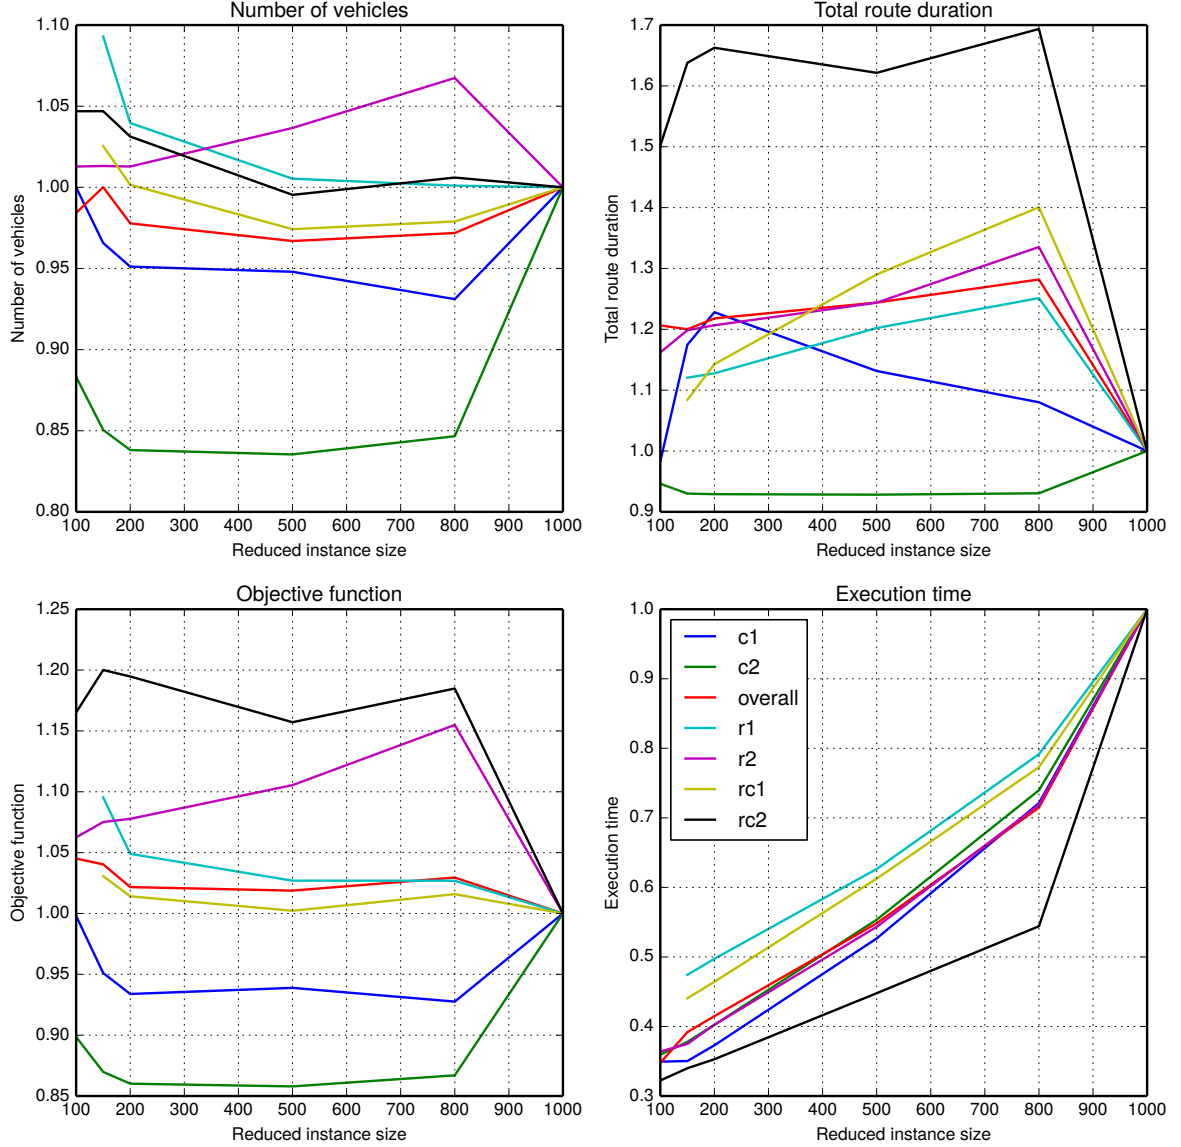 Number of vehicles
1.10
1.05
1.00
0.95
0.90
0.85
0.80
Number of vehicles
100 200 300 400 500 600 700 800 900 1000
Reduced instance size
Total route duration
1.7
1.6
1.5
1.4
1.3
1.2
1.1
1.0
0.9
Total route duration
100 200 300 400 500 600 700 800 900 1000
Reduced instance size
Objective function
1.25
1.20
1.15
1.10
1.05
1.00
0.95
0.90
0.85
Objective function
100 200 300 400 500 600 700 800 900 1000
Reduced instance size
Execution time
1.0
0.9
0.8
0.7
0.6
0.5
0.4
0.3
Execution time
c1
c2
overall
r1
r2
rc1
rc2
100 200 300 400 500 600 700 800 900 1000
Reduced instance size